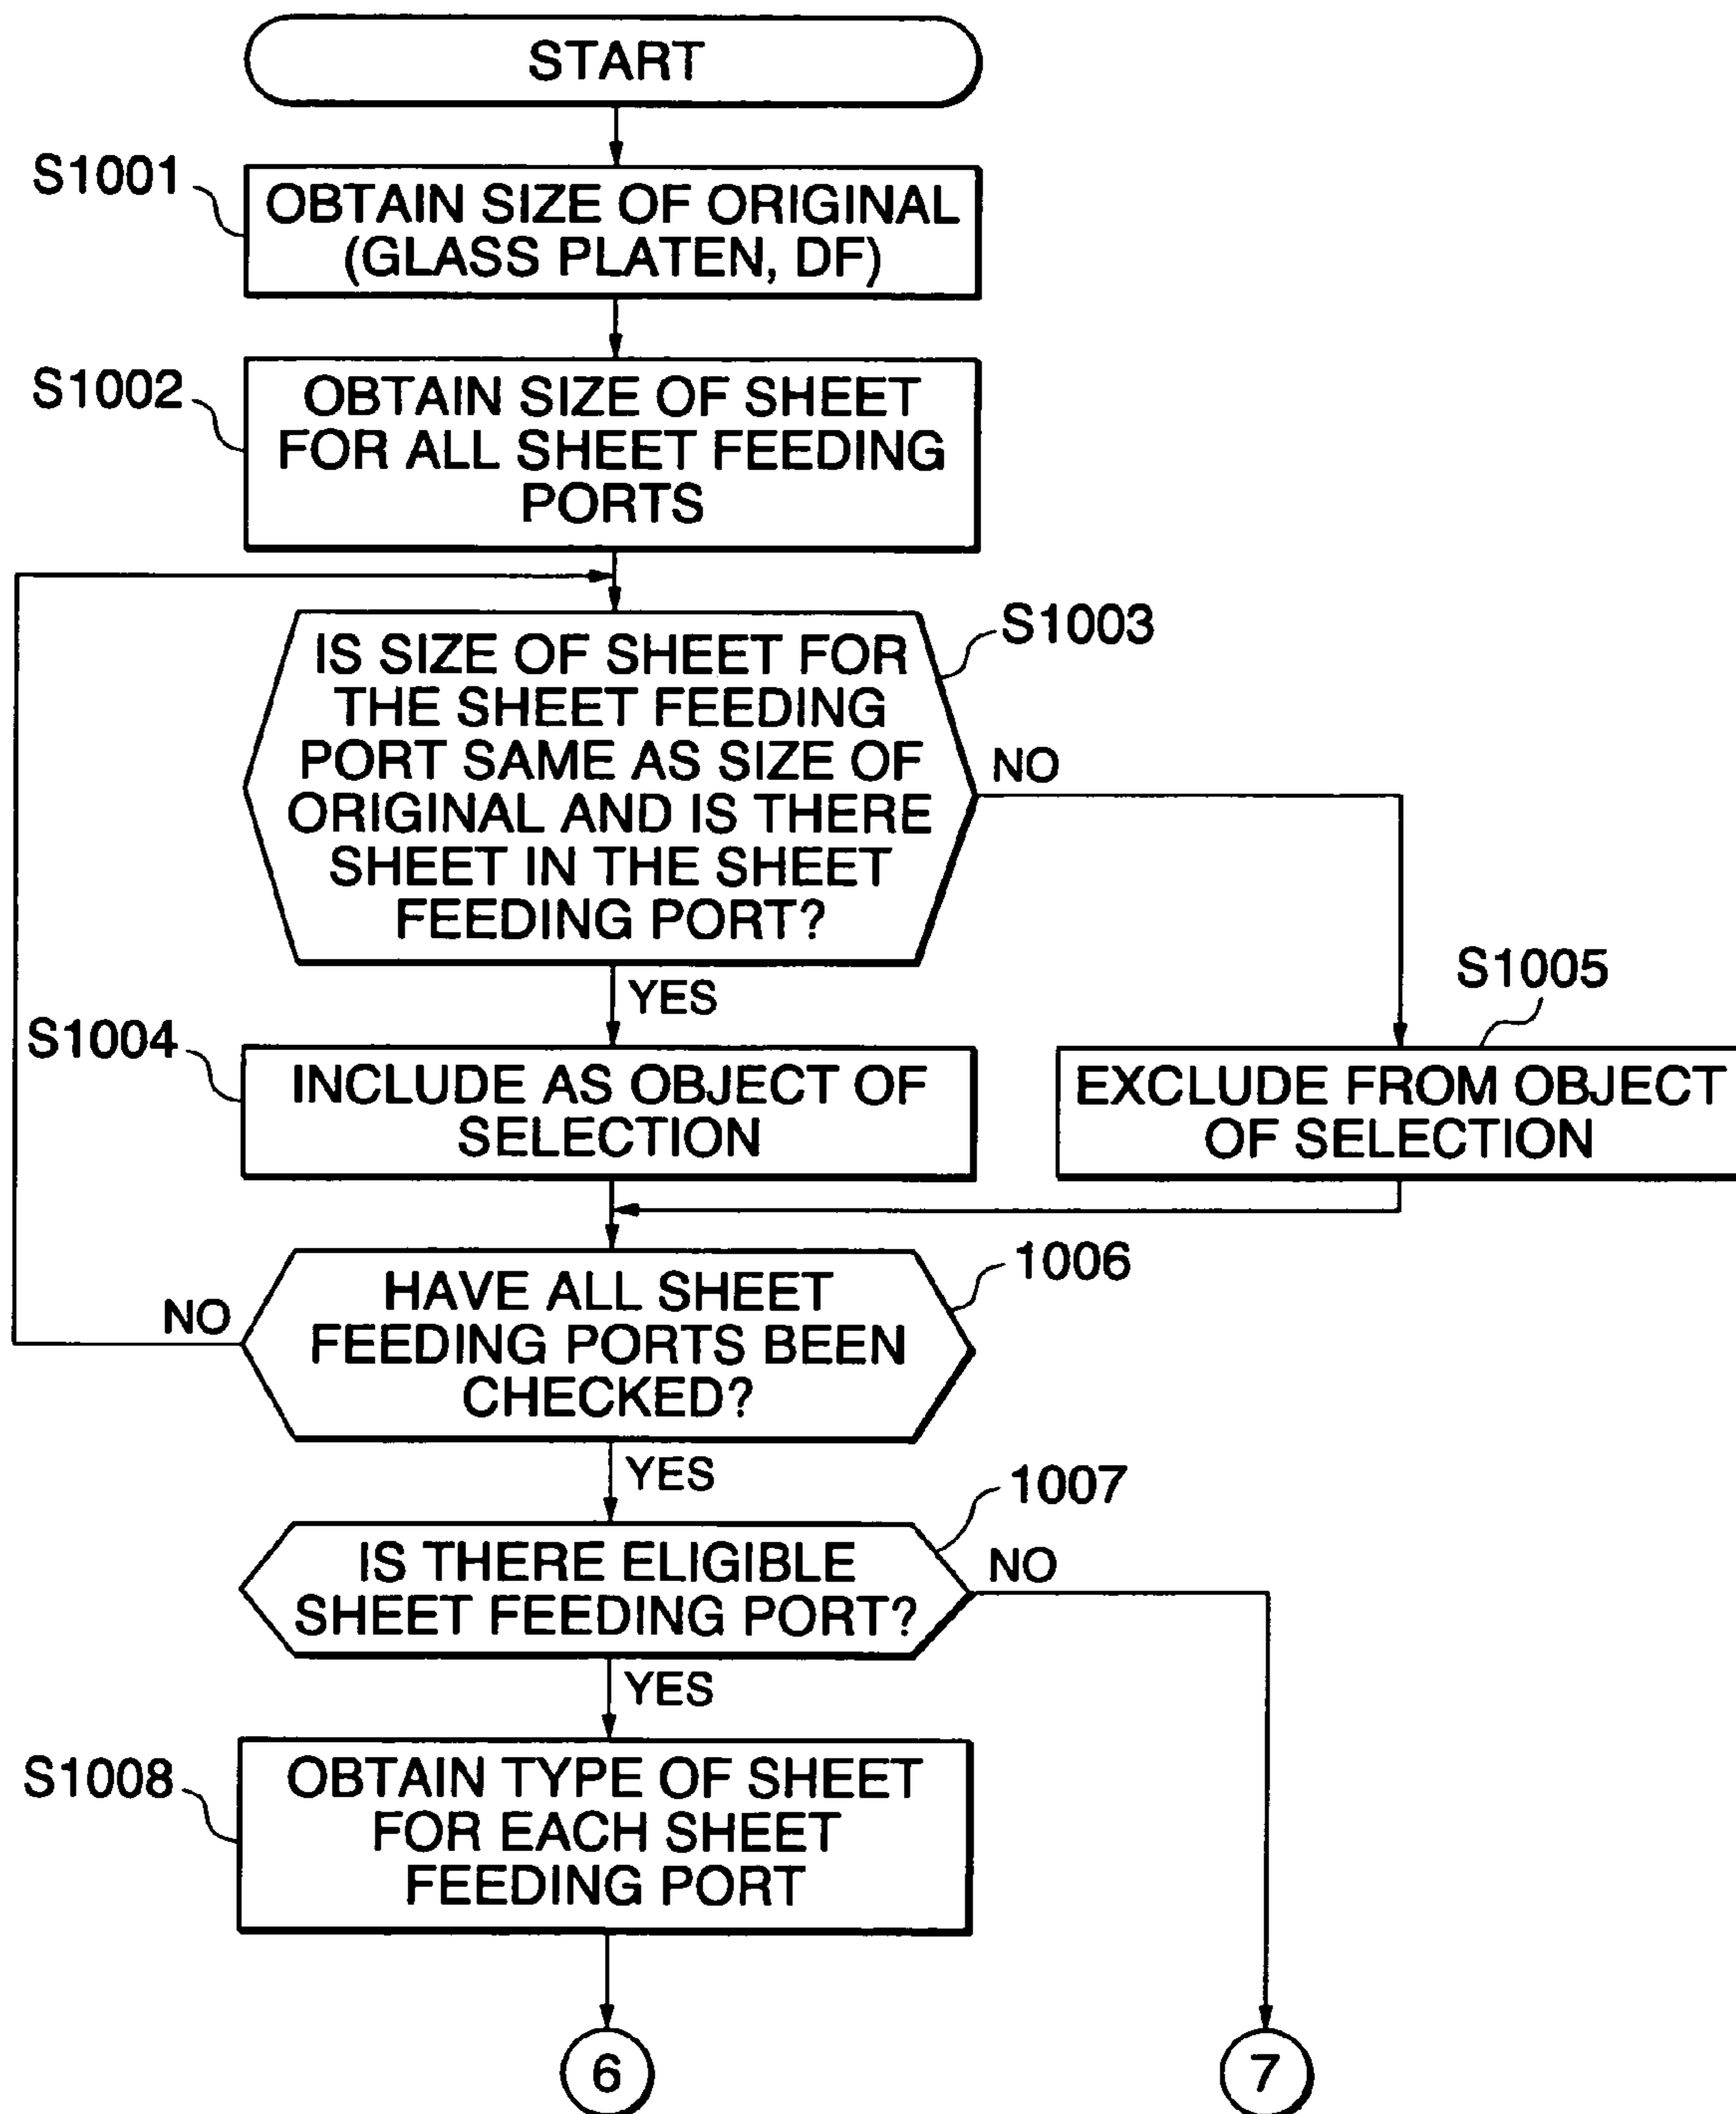 START
S1001
OBTAIN SIZE OF ORIGINAL
(GLASS PLATEN, DF)
S1002
OBTAIN SIZE OF SHEET
FOR ALL SHEET FEEDING
PORTS
S1003
IS SIZE OF SHEET FOR
THE SHEET FEEDING
PORT SAME AS SIZE OF
ORIGINAL AND IS THERE
SHEET IN THE SHEET
FEEDING PORT?
NO
YES
S1004
INCLUDE AS OBJECT OF
SELECTION
S1005
EXCLUDE FROM OBJECT
OF SELECTION
1006
HAVE ALL SHEET
FEEDING PORTS BEEN
CHECKED?
NO
YES
1007
IS THERE ELIGIBLE
SHEET FEEDING PORT?
NO
YES
S1008
OBTAIN TYPE OF SHEET
FOR EACH SHEET
FEEDING PORT
6
7